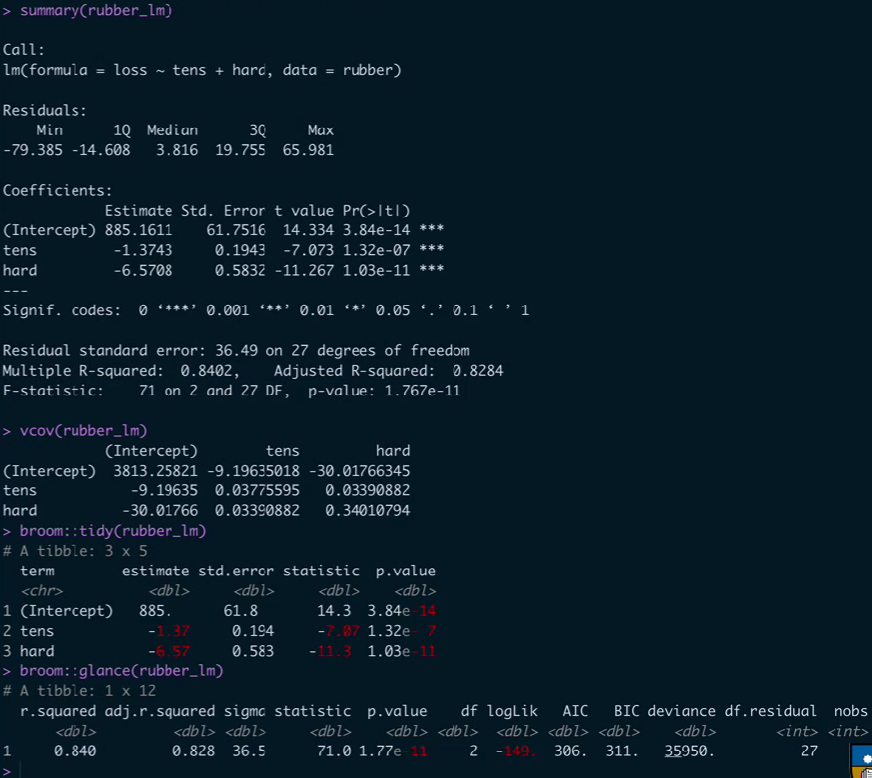 > summary(rubber_lm)
Call:
lm(formula = loss ~ tens + hard, data = rubber)
Residuals:
    Min      1Q  Median      3Q     Max
-79.385 -14.608   3.816  19.755  65.981
Coefficients:
            Estimate Std. Error t value Pr(>|t|)
(Intercept) 885.1611    61.7516  14.334 3.84e-14 ***
tens         -1.3743     0.1943  -7.073 1.32e-07 ***
hard         -6.5708     0.5832 -11.267 1.03e-11 ***
---
Signif. codes:  0 ‘***’ 0.001 ‘**’ 0.01 ‘*’ 0.05 ‘.’ 0.1 ‘ ’ 1
Residual standard error: 36.49 on 27 degrees of freedom
Multiple R-squared:  0.8402,    Adjusted R-squared:  0.8284
F-statistic:    71 on 2 and 27 DF,  p-value: 1.767e-11
> vcov(rubber_lm)
            (Intercept)        tens         hard
(Intercept)  3813.25821 -9.19635018 -30.01766345
tens           -9.19635  0.03775595   0.03390882
hard          -30.01766  0.03390882   0.34010794
> broom::tidy(rubber_lm)
# A tibble: 3 x 5
  term        estimate std.error statistic  p.value
  <chr>          <dbl>     <dbl>     <dbl>    <dbl>
1 (Intercept)   885.      61.8       14.3  3.84e-14
2 tens           -1.37     0.194     -7.07 1.32e- 7
3 hard           -6.57     0.583    -11.3  1.03e-11
> broom::glance(rubber_lm)
# A tibble: 1 x 12
  r.squared adj.r.squared sigma statistic  p.value    df logLik   AIC   BIC deviance df.residual  nobs
      <dbl>         <dbl> <dbl>     <dbl>    <dbl> <dbl>  <dbl> <dbl> <dbl>    <dbl>       <int> <int>
1     0.840         0.828  36.5      71.0 1.77e-11     2  -149.  306.  311.   35950.          27
>